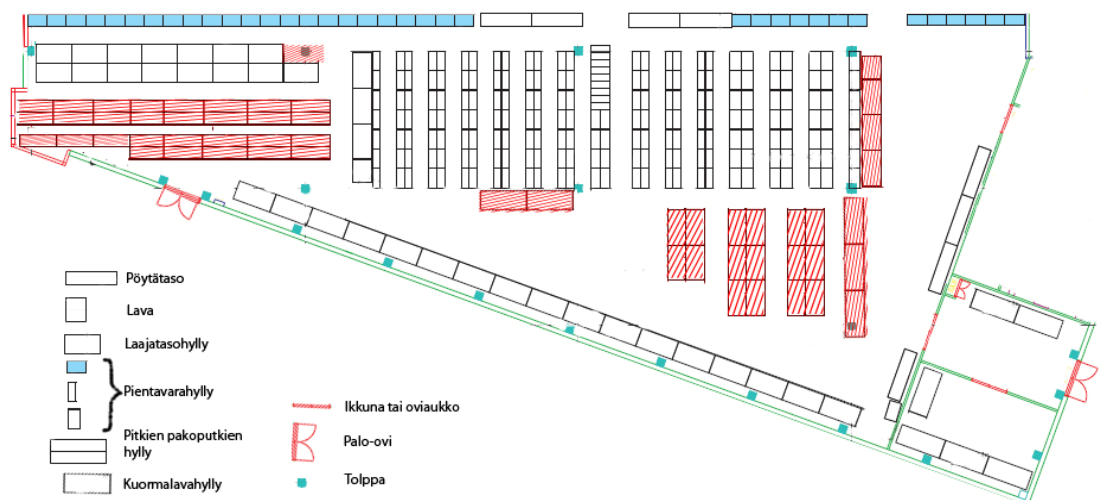 Pöytätaso
Lava
Laajatasohylly
Pientavarahylly
Pitkien pakoputkien
hylly
Kuormalavahylly
Ikkuna tai oviaukko
Palo-ovi
Tolppa